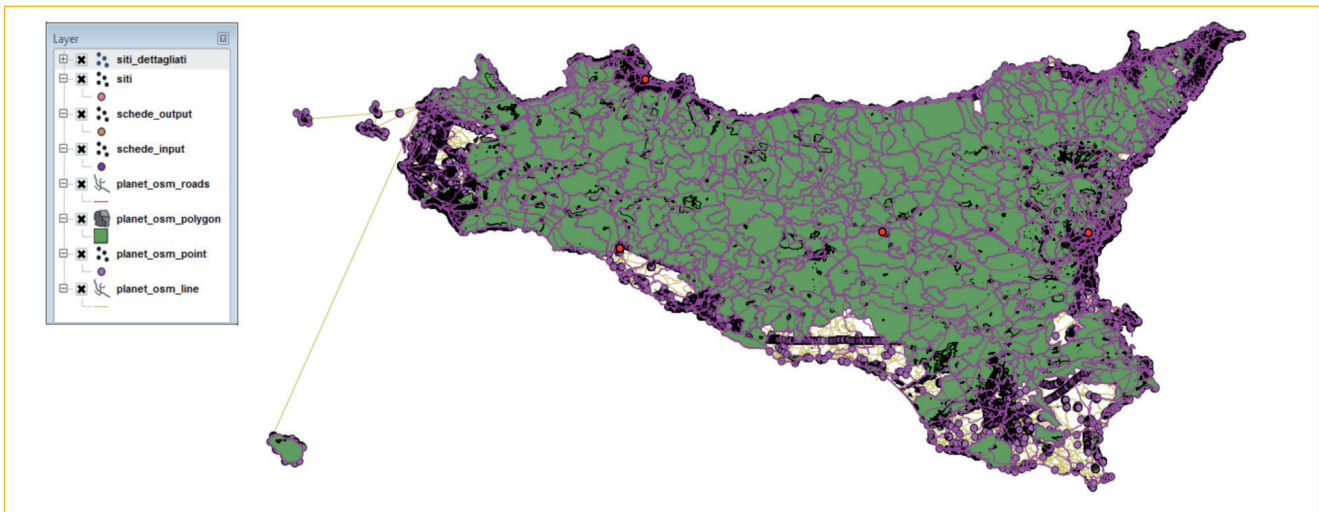 Layer
siti_dettagliati
siti
schede_output
schede_input
planet_osm_roads
planet_osm_polygon
planet_osm_point
planet_osm_line